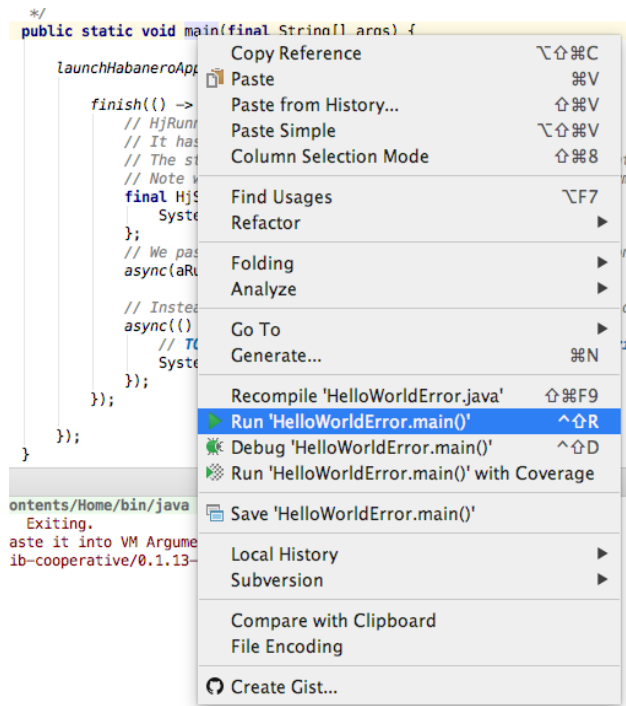 */
public static void main(final String[] args) {
launchHabaneroApp
finish(() ->
// HjRunn
// It has
// The st
// Note w
final HjS
Syste
};
// We pas
async(aRu
// Instea
async(()
// TO
Syste
});
});
});
}
ontents/Home/bin/java
Exiting.
aste it into VM Argume
ib-cooperative/0.1.13-
Copy Reference ⌥⇧⌘C
Paste ⌘V
Paste from History... ⇧⌘V
Paste Simple ⌥⇧⌘V
Column Selection Mode ⇧⌘8
Find Usages ⌥F7
Refactor
Folding
Analyze
Go To
Generate... ⌘N
Recompile 'HelloWorldError.java' ⇧⌘F9
Run 'HelloWorldError.main()' ^⇧R
Debug 'HelloWorldError.main()' ^⇧D
Run 'HelloWorldError.main()' with Coverage
Save 'HelloWorldError.main()'
Local History
Subversion
Compare with Clipboard
File Encoding
Create Gist...